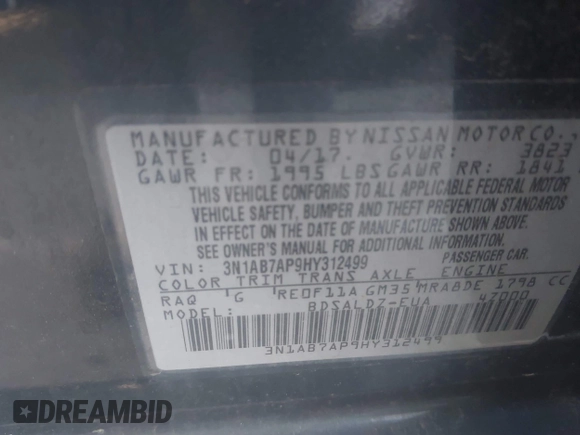 MANUFACTURED BY NISSAN MOTOR CO.,
DATE: 04/17. GVWR: 3823
GAWR FR: 1995 LBS GAWR RR: 1841
THIS VEHICLE CONFORMS TO ALL APPLICABLE FEDERAL MOTOR
VEHICLE SAFETY, BUMPER AND THEFT PREVENTION STANDARDS
IN EFFECT ON THE DATE OF MANUFACTURE SHOWN ABOVE.
SEE OWNER'S MANUAL FOR MORE INFORMATION.
VIN: 3N1AB7AP9HY312499 PASSENGER CAR.
COLOR TRIM TRANS AXLE ENGINE
RAQ G RE0F11A GM35 MRA8DE 1798 CC
MODEL: BDSALDZ-EUA 47000
3N1AB7AP9HY312499
DREAMBID